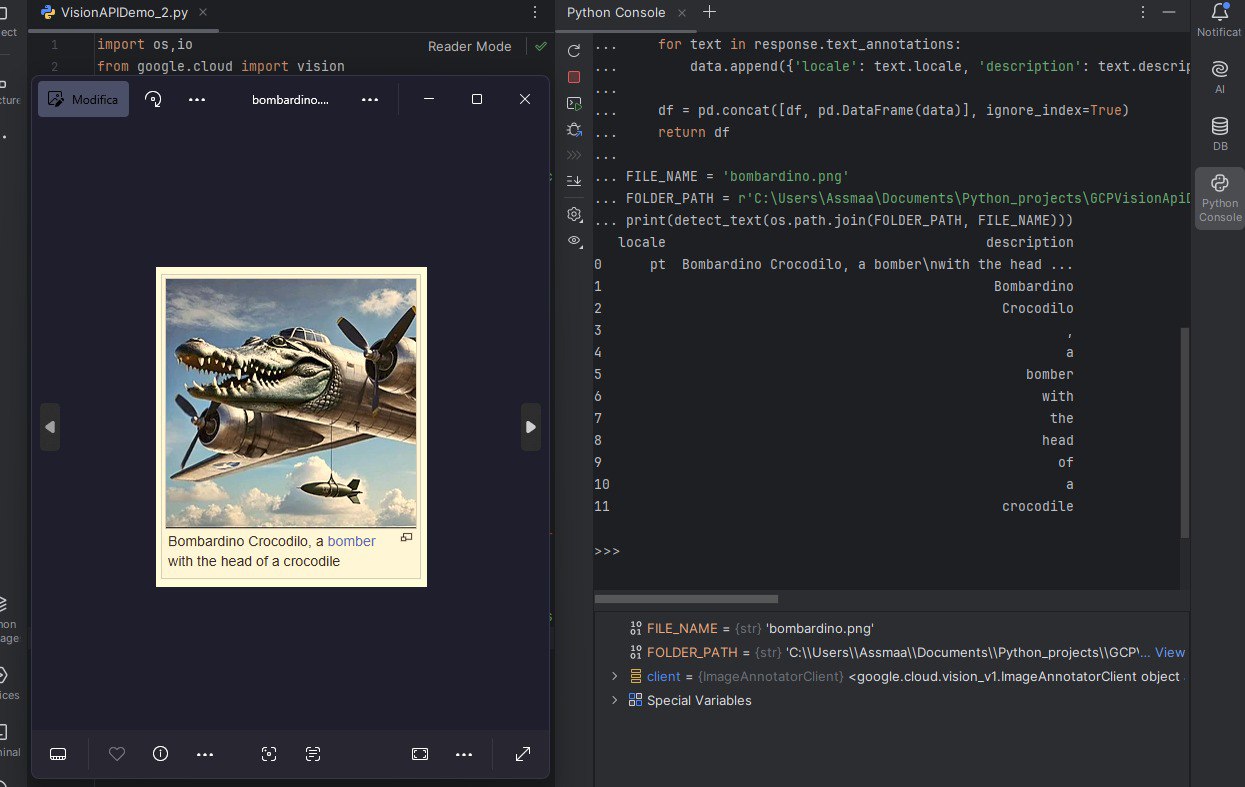 VisionAPIDemo_2.py
1 import os,io
2 from google.cloud import vision
Reader Mode
Modifica
bombardino....
Bombardino Crocodilo, a bomber
with the head of a crocodile
Python Console
... for text in response.text_annotations:
... data.append({'locale': text.locale, 'description': text.descrip
...
... df = pd.concat([df, pd.DataFrame(data)], ignore_index=True)
... return df
...
... FILE_NAME = 'bombardino.png'
... FOLDER_PATH = r'C:\Users\Assmaa\Documents\Python_projects\GCPVisionApiD
... print(detect_text(os.path.join(FOLDER_PATH, FILE_NAME)))
locale description
0 pt Bombardino Crocodilo, a bomber\nwith the head ...
1 Bombardino
2 Crocodilo
3 ,
4 a
5 bomber
6 with
7 the
8 head
9 of
10 a
11 crocodile
>>>
10 01 FILE_NAME = {str} 'bombardino.png'
10 01 FOLDER_PATH = {str} 'C:\\Users\\Assmaa\\Documents\\Python_projects\\GCP\... View
client = {ImageAnnotatorClient} <google.cloud.vision_v1.ImageAnnotatorClient object
Special Variables
Notificat
AI
DB
Python
Console